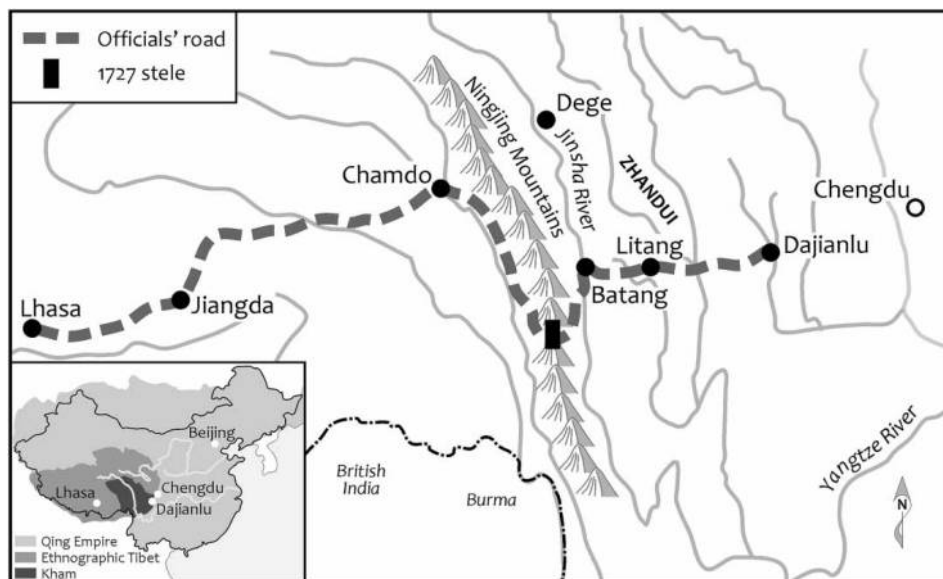 Officials' road
1727 stele
Ningjing Mountains
Dege
Jinsha River
ZHANDUI
Chamdo
Chengdu
Litang
Dajianlu
Batang
Lhasa
Jiangda
Beijing
Lhasa
Chengdu
Dajianlu
Qing Empire
Ethnographic Tibet
Kham
British
India
Burma
Yangtze River
N